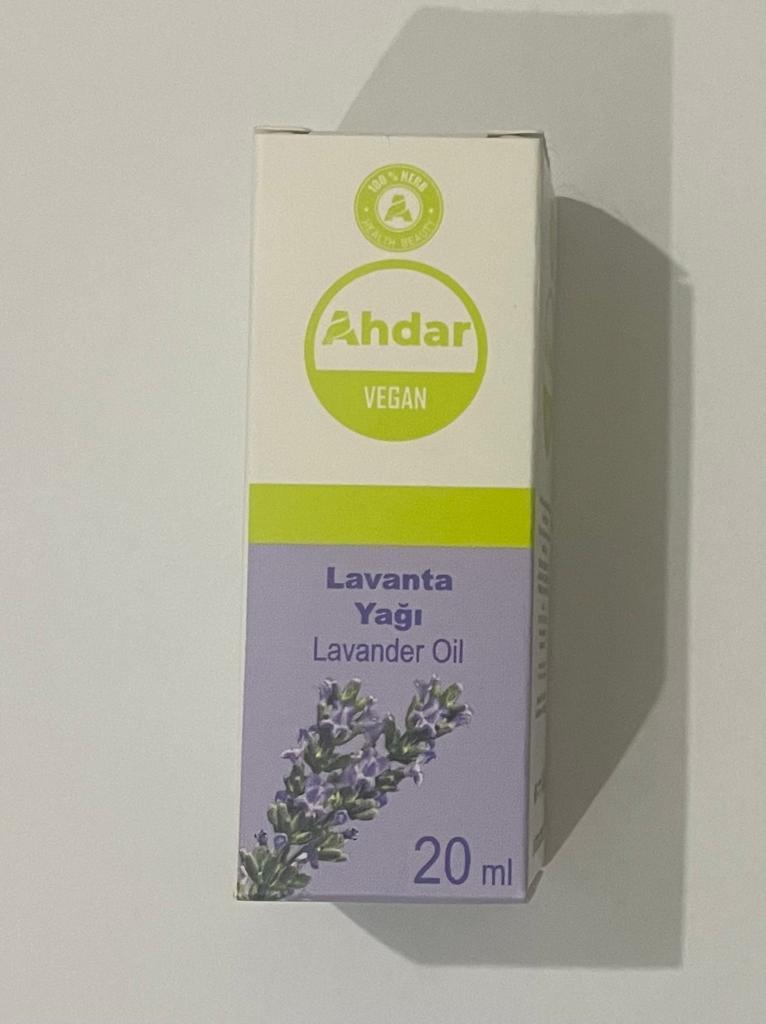 100 % HERB
HEALTH BEAUTY
Ahdar
VEGAN
Lavanta
Yağı
Lavander Oil
20 ml